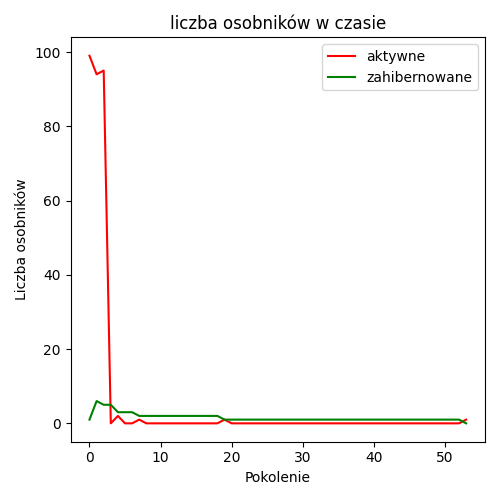 liczba osobników w czasie
aktywne
zahibernowane
Liczba osobników
100
80
60
40
20
0
0 10 20 30 40 50
Pokolenie